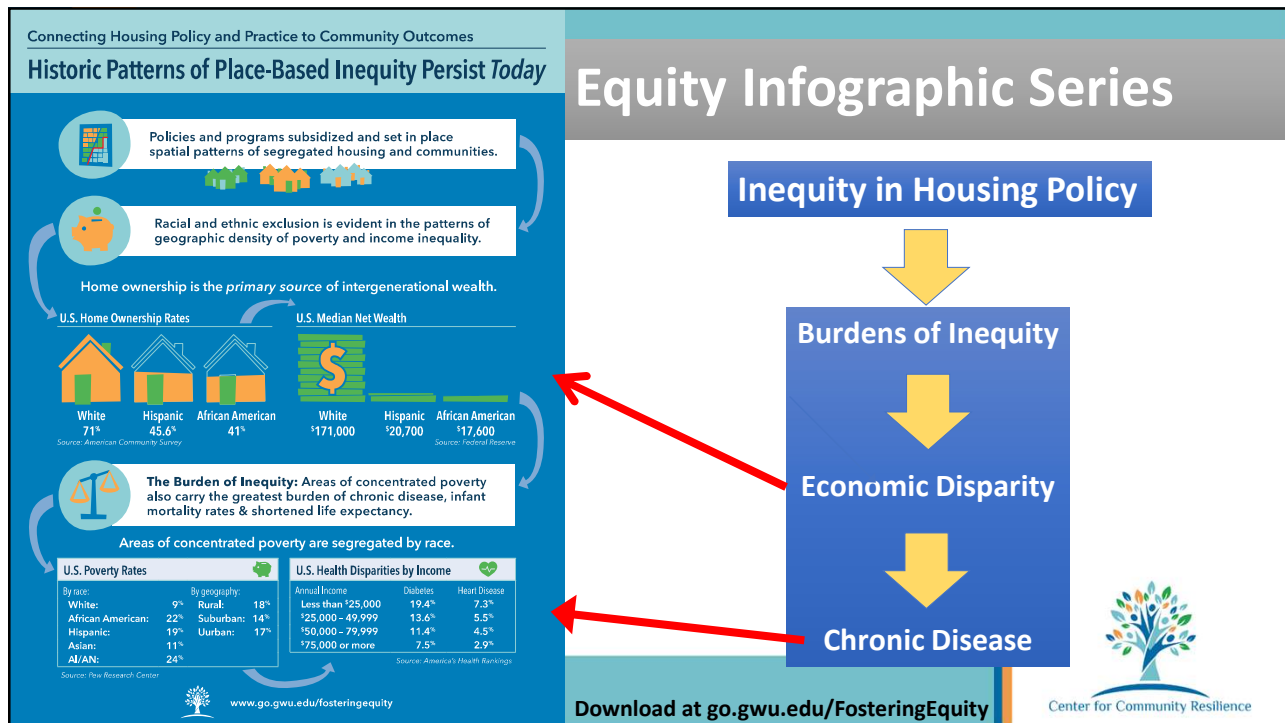 Connecting Housing Policy and Practice to Community Outcomes
Historic Patterns of Place-Based Inequity Persist Today
Policies and programs subsidized and set in place
spatial patterns of segregated housing and communities.
Racial and ethnic exclusion is evident in the patterns of
geographic density of poverty and income inequality.
Home ownership is the primary source of intergenerational wealth.
U.S. Home Ownership Rates
White
71%
Hispanic
45.6%
African American
41%
Source: American Community Survey
U.S. Median Net Wealth
$
White
$171,000
Hispanic
$20,700
African American
$17,600
Source: Federal Reserve
The Burden of Inequity: Areas of concentrated poverty
also carry the greatest burden of chronic disease, infant
mortality rates & shortened life expectancy.
Areas of concentrated poverty are segregated by race.
U.S. Poverty Rates
By race:
White: 9%
African American: 22%
Hispanic: 19%
Asian: 11%
AI/AN: 24%
By geography:
Rural: 18%
Suburban: 14%
Uurban: 17%
Source: Pew Research Center
U.S. Health Disparities by Income
Annual Income Diabetes Heart Disease
Less than $25,000 19.4% 7.3%
$25,000 – 49,999 13.6% 5.5%
$50,000 – 79,999 11.4% 4.5%
$75,000 or more 7.5% 2.9%
Source: America's Health Rankings
www.go.gwu.edu/fosteringequity
Equity Infographic Series
Inequity in Housing Policy
Burdens of Inequity
Economic Disparity
Chronic Disease
Download at go.gwu.edu/FosteringEquity
Center for Community Resilience